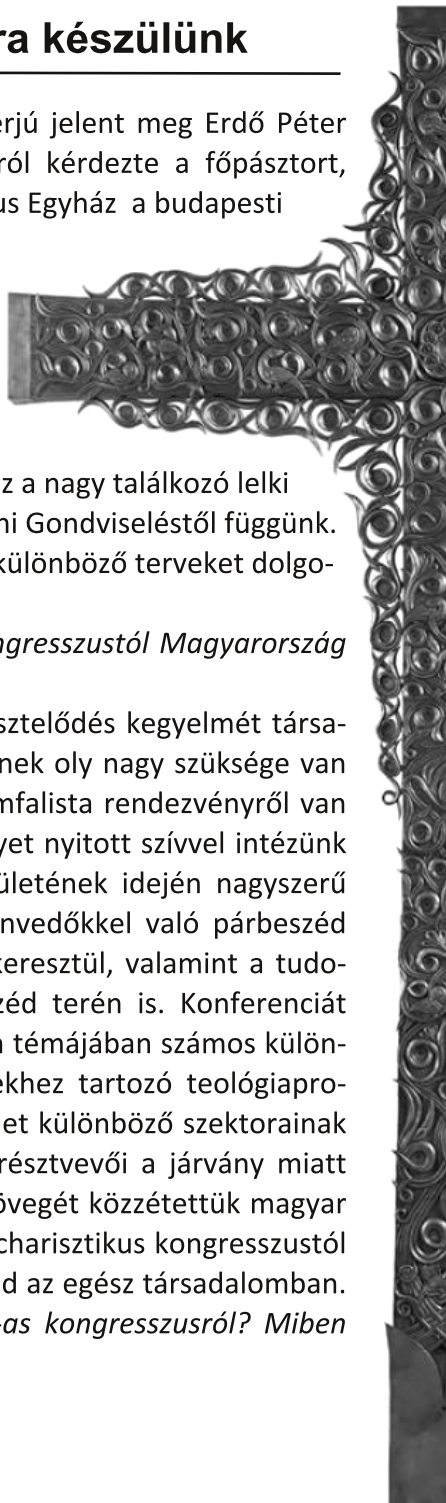 ra készülünk
erjú jelent meg Erdő Péter
ról kérdezte a főpásztort,
us Egyház a budapesti
z a nagy találkozó lelki
ni Gondviseléstől függünk.
különböző terveket dolgo-
ngresszustól Magyarország
sztelődés kegyelmét társa-
nek oly nagy szüksége van
mfalista rendezvényről van
yet nyitott szívvel intézünk
ületének idején nagyszerű
nvedőkkel való párbeszéd
keresztül, valamint a tudo-
zéd terén is. Konferenciát
n témájában számos külön-
ekhez tartozó teológiapro-
et különböző szektorainak
résztvevői a járvány miatt
övegét közzétettük magyar
charisztikus kongresszustól
d az egész társadalomban.
-as kongresszusról? Miben